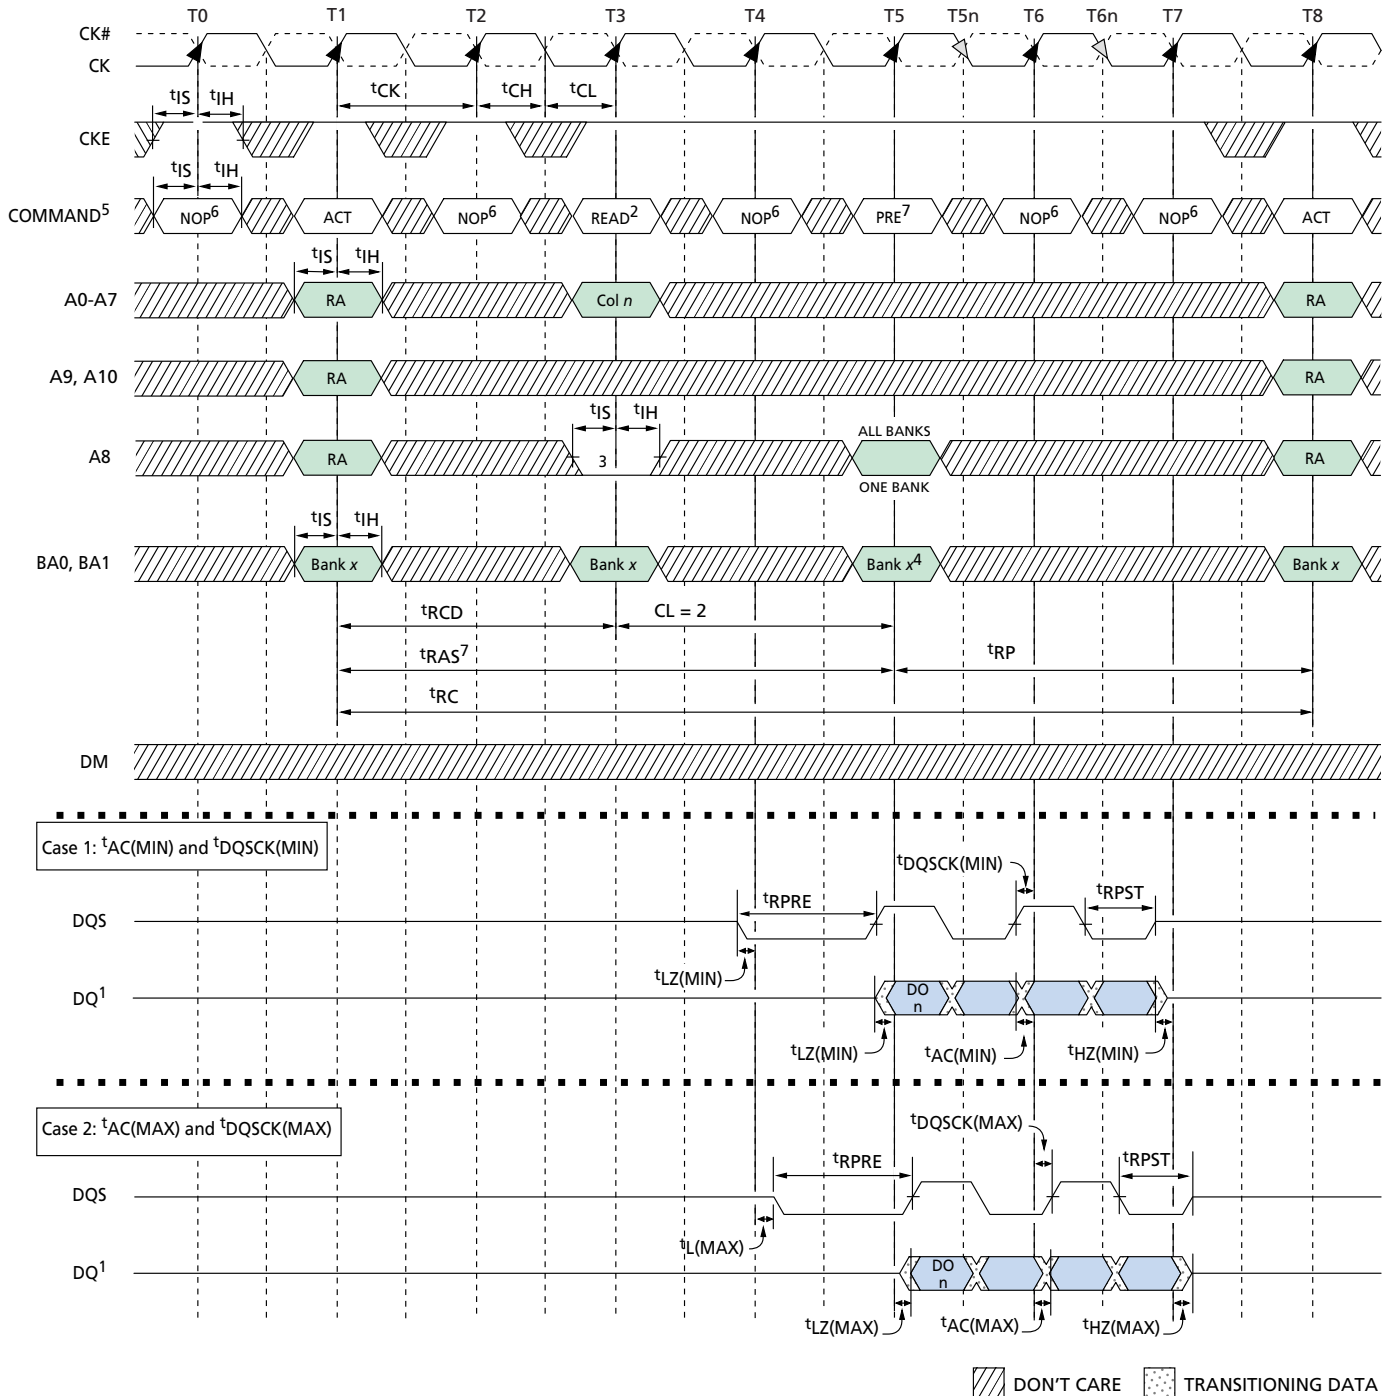 T0 T1 T2 T3 T4 T5 T5n T6 T6n T7 T8
CK#
CK
tCK tCH tCL
tIS tIH
CKE
tIS tIH
COMMAND5 NOP6 ACT NOP6 READ2 NOP6 PRE7 NOP6 NOP6 ACT
tIS tIH
A0-A7 RA Col n RA
A9, A10 RA RA
tIS tIH
ALL BANKS
A8 RA 3 RA
ONE BANK
tIS tIH
BA0, BA1 Bank x Bank x Bank x4 Bank x
tRCD CL = 2
tRAS7 tRP
tRC
DM
Case 1: tAC(MIN) and tDQSCK(MIN)
tDQSCK(MIN)
tRPRE tRPST
DQS
tLZ(MIN)
DQ1 DO
n
tLZ(MIN) tAC(MIN) tHZ(MIN)
Case 2: tAC(MAX) and tDQSCK(MAX)
tDQSCK(MAX)
tRPRE tRPST
DQS
tL(MAX)
DQ1 DO
n
tLZ(MAX) tAC(MAX) tHZ(MAX)
DON'T CARE TRANSITIONING DATA